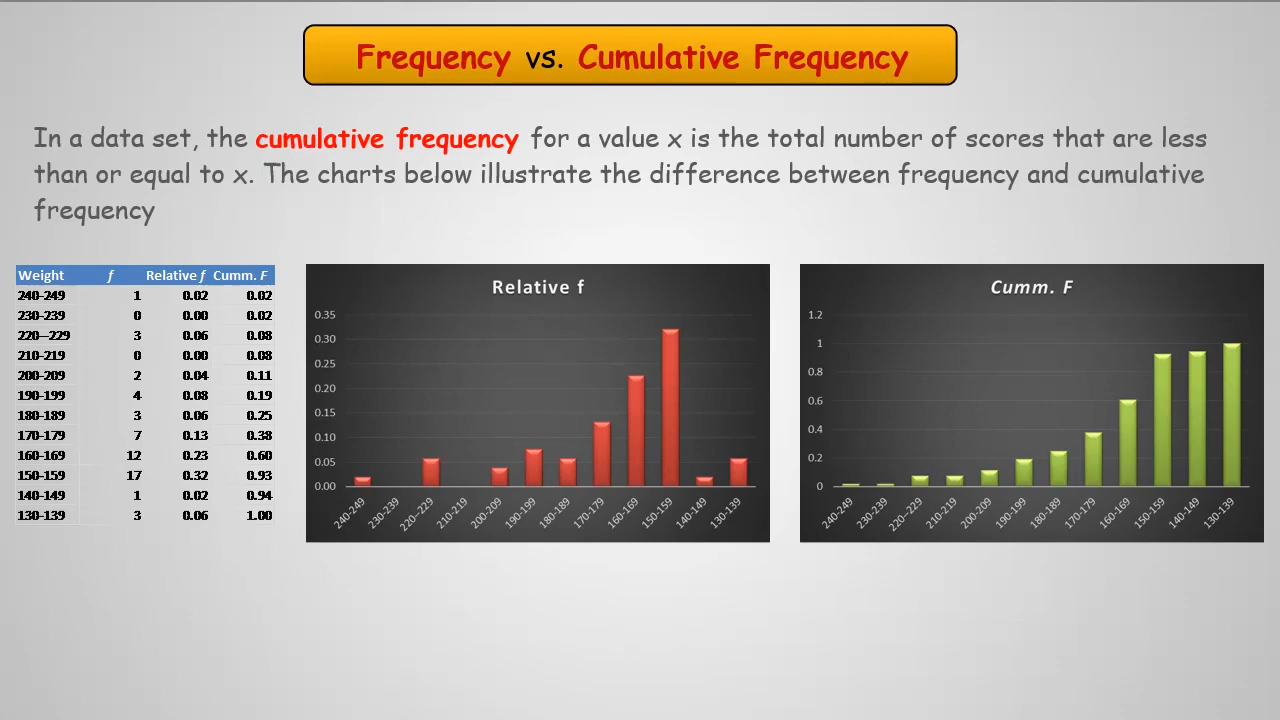 Frequency vs. Cumulative Frequency
In a data set, the cumulative frequency for a value x is the total number of scores that are less
than or equal to x. The charts below illustrate the difference between frequency and cumulative
frequency
Weight f Relative f Cumm. F
240-249 1 0.02 0.02
230-239 0 0.00 0.02
220--229 3 0.06 0.08
210-219 0 0.00 0.08
200-209 2 0.04 0.11
190-199 4 0.08 0.19
180-189 3 0.06 0.25
170-179 7 0.13 0.38
160-169 12 0.23 0.60
150-159 17 0.32 0.93
140-149 1 0.02 0.94
130-139 3 0.06 1.00
Relative f
0.35
0.30
0.25
0.20
0.15
0.10
0.05
0.00
240-249 230-239 220--229 210-219 200-209 190-199 180-189 170-179 160-169 150-159 140-149 130-139
Cumm. F
1.2
1
0.8
0.6
0.4
0.2
0
240-249 230-239 220--229 210-219 200-209 190-199 180-189 170-179 160-169 150-159 140-149 130-139